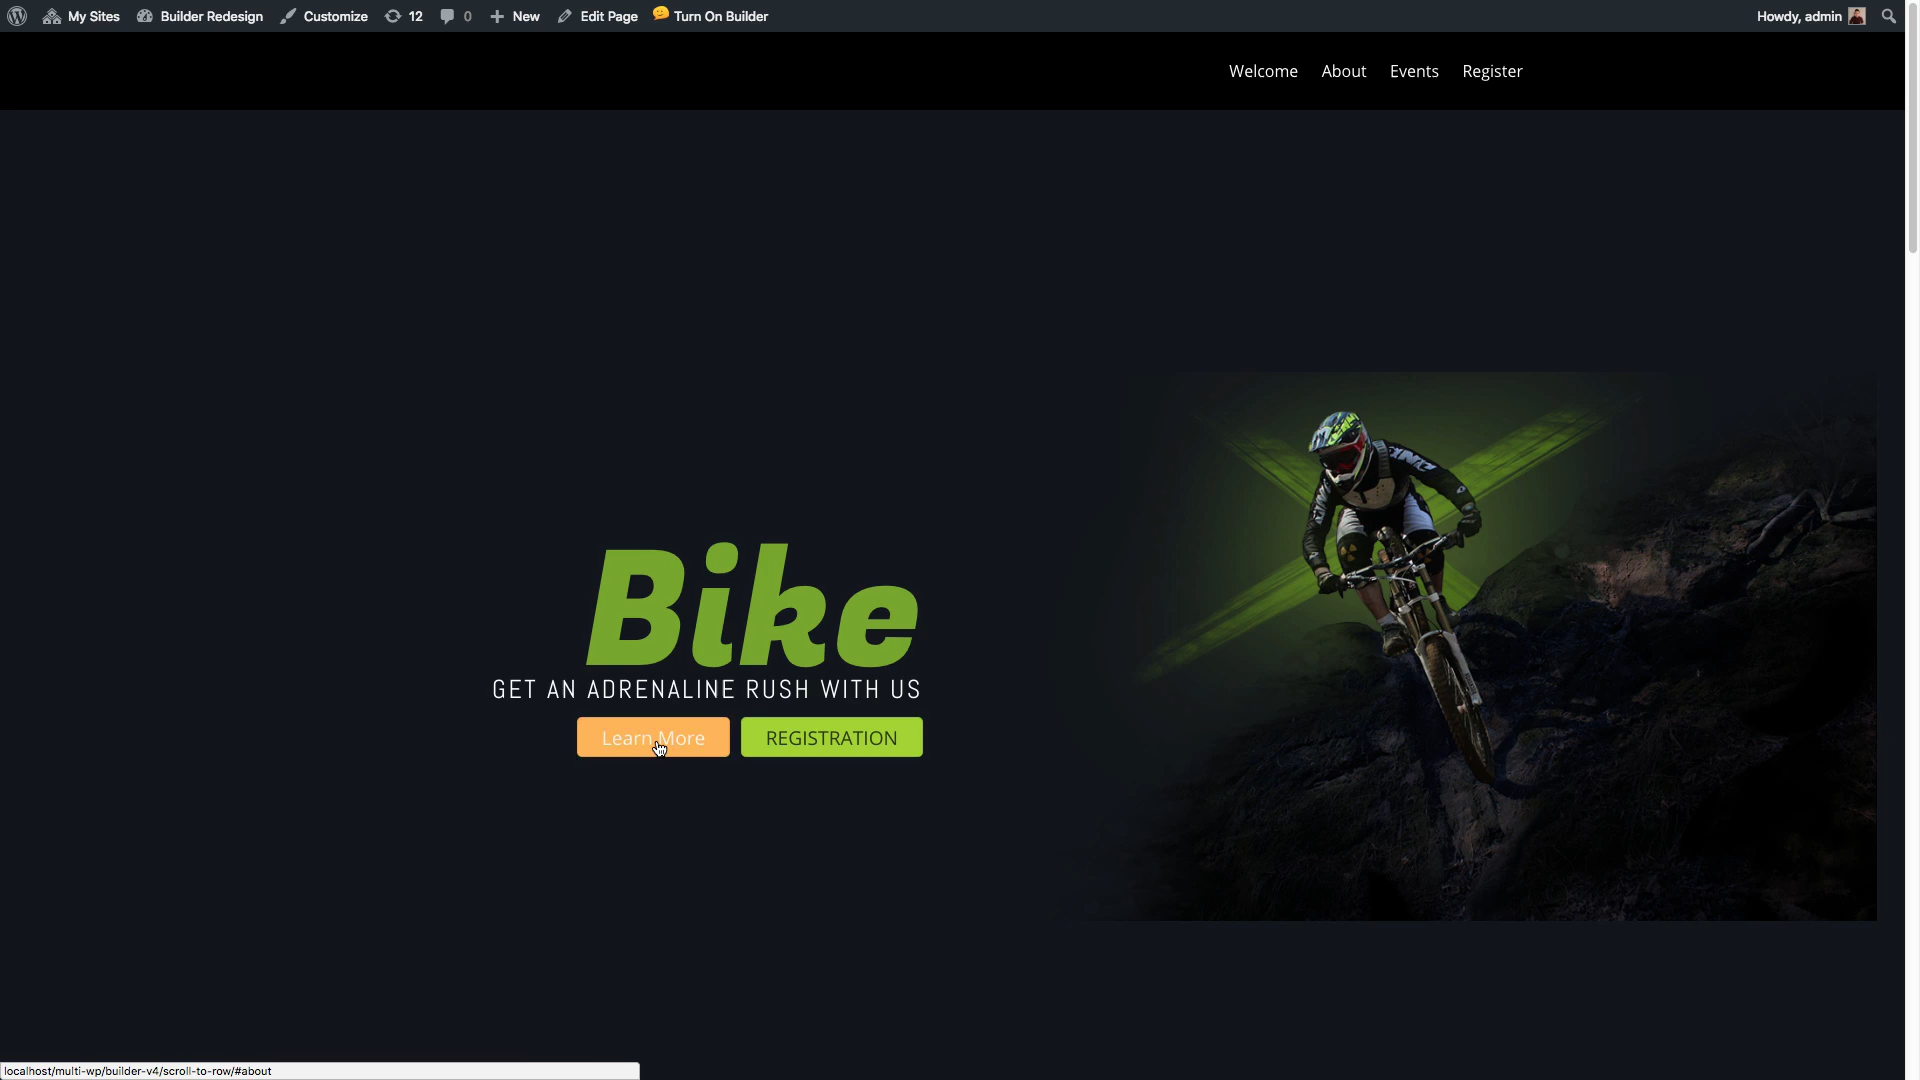 My Sites Builder Redesign Customize 12 0 New Edit Page Turn On Builder Howdy, admin
Welcome About Events Register
Bike
GET AN ADRENALINE RUSH WITH US
Learn More REGISTRATION
localhost/multi-wp/builder-v4/scroll-to-row/#about